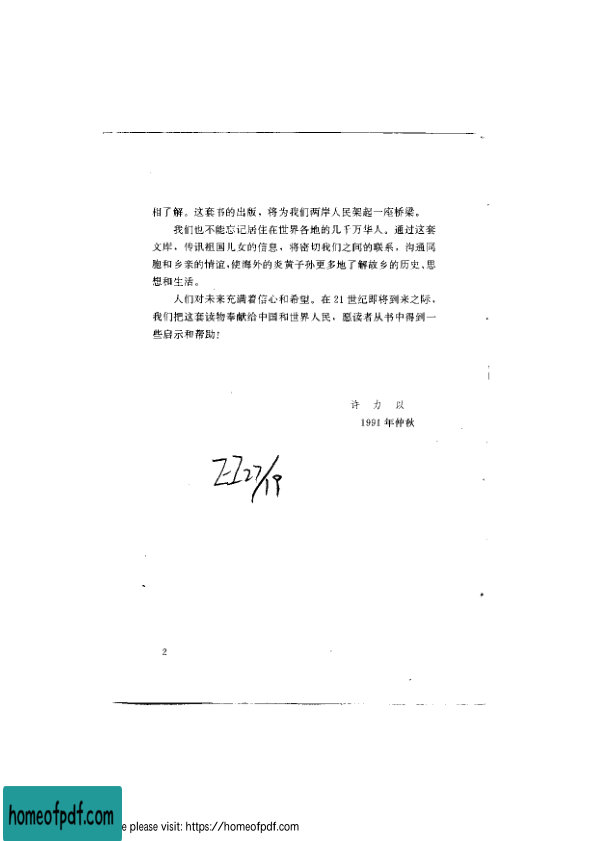 相了解。这套书的出版，将为我们两岸人民架起一座桥梁。
我们也不能忘记居住在世界各地的几千万华人。通过这套
文库，传讯祖国儿女的信息，将密切我们之间的联系，沟通同
胞和乡亲的情谊，使海外的炎黄子孙更多地了解故乡的历史、思
想和生活。
人们对未来充满着信心和希望。在21世纪即将到来之际，
我们把这套读物奉献给中国和世界人民，愿读者从书中得到一
些启示和帮助！
许 力 以
1991年仲秋
27/19
2
homeofpdf.com
e please visit: https://homeofpdf.com